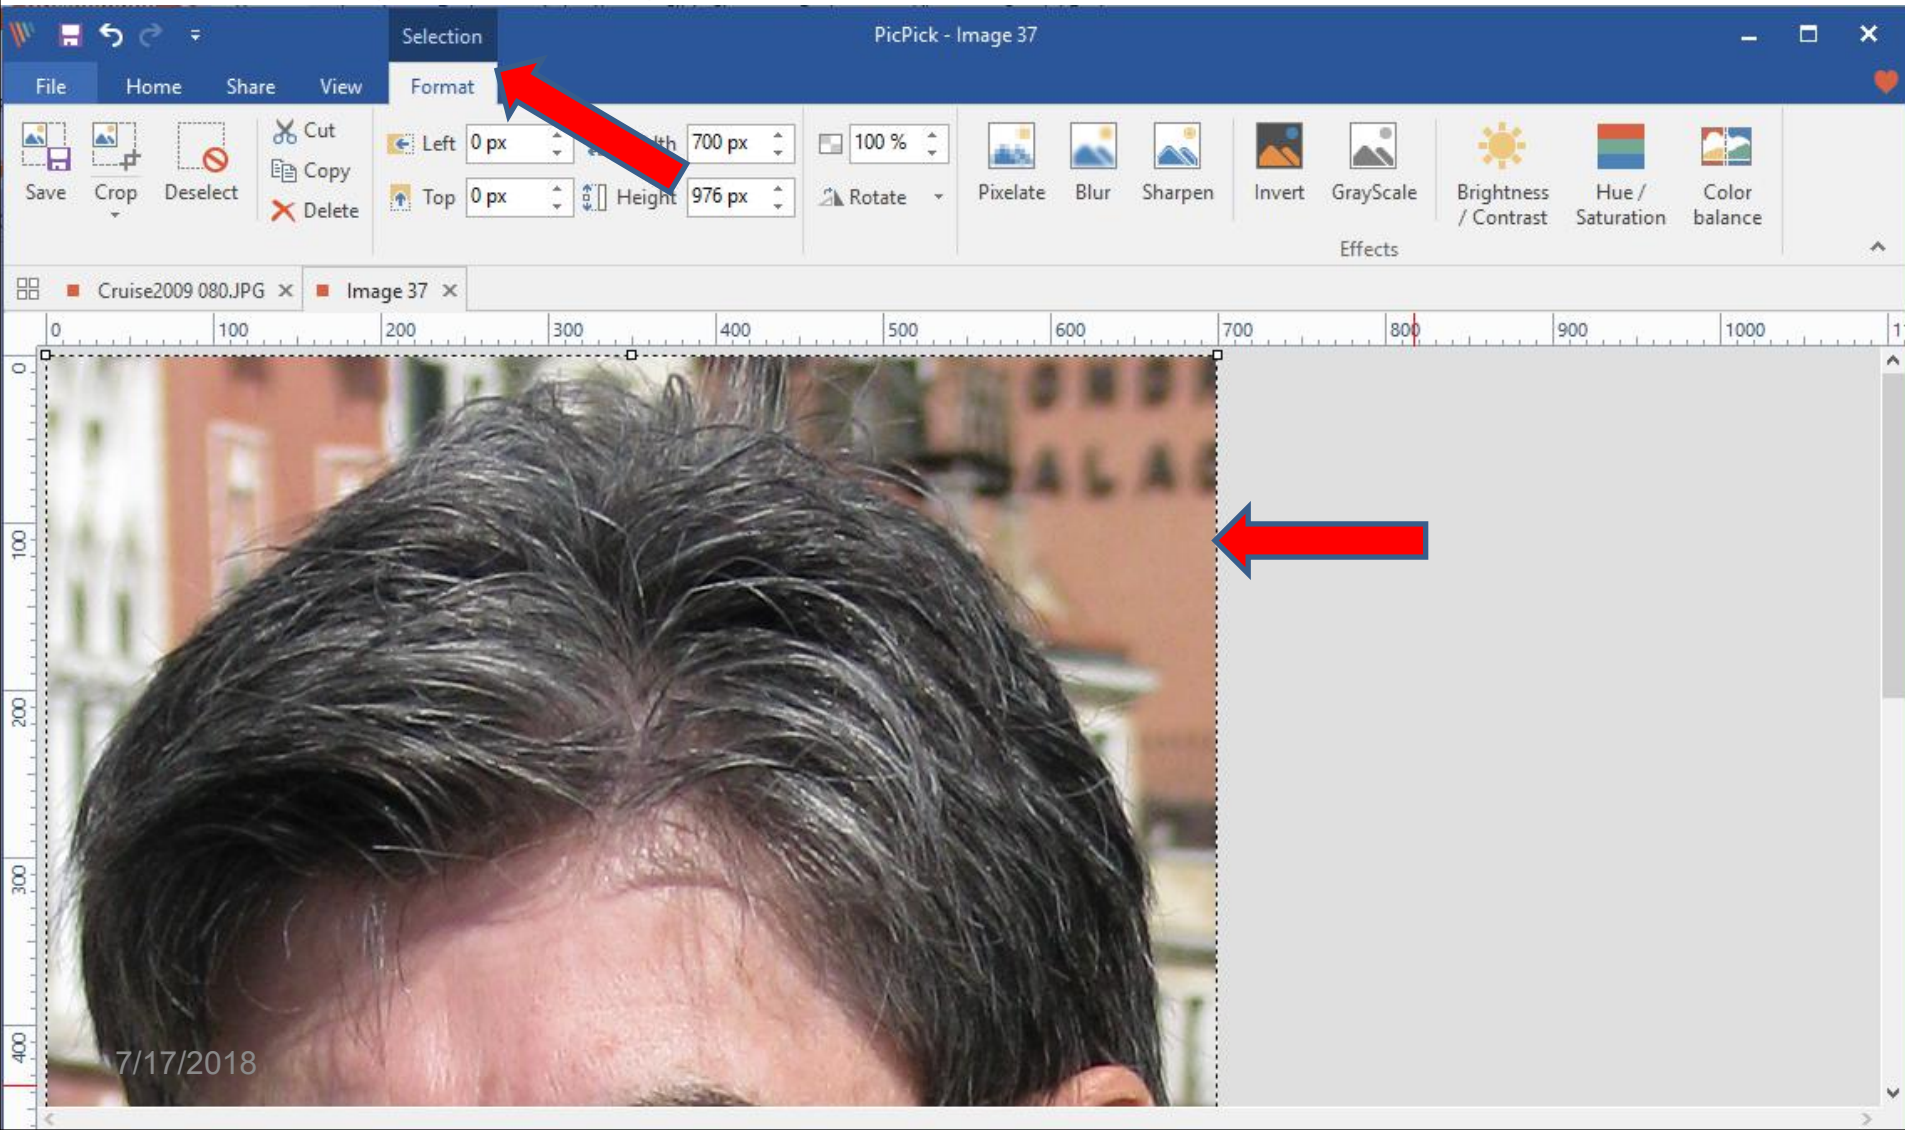 Selection
PicPick - Image 37
File Home Share View Format
Save
Crop
Deselect
Cut
Copy
Delete
Left 0 px
Top 0 px
700 px
Height 976 px
100 %
Rotate
Pixelate
Blur
Sharpen
Invert
GrayScale
Brightness
/ Contrast
Hue /
Saturation
Color
balance
Effects
Cruise2009 080.JPG
Image 37
0 100 200 300 400 500 600 700 800 900 1000
0
100
200
300
400
ALA
7/17/2018